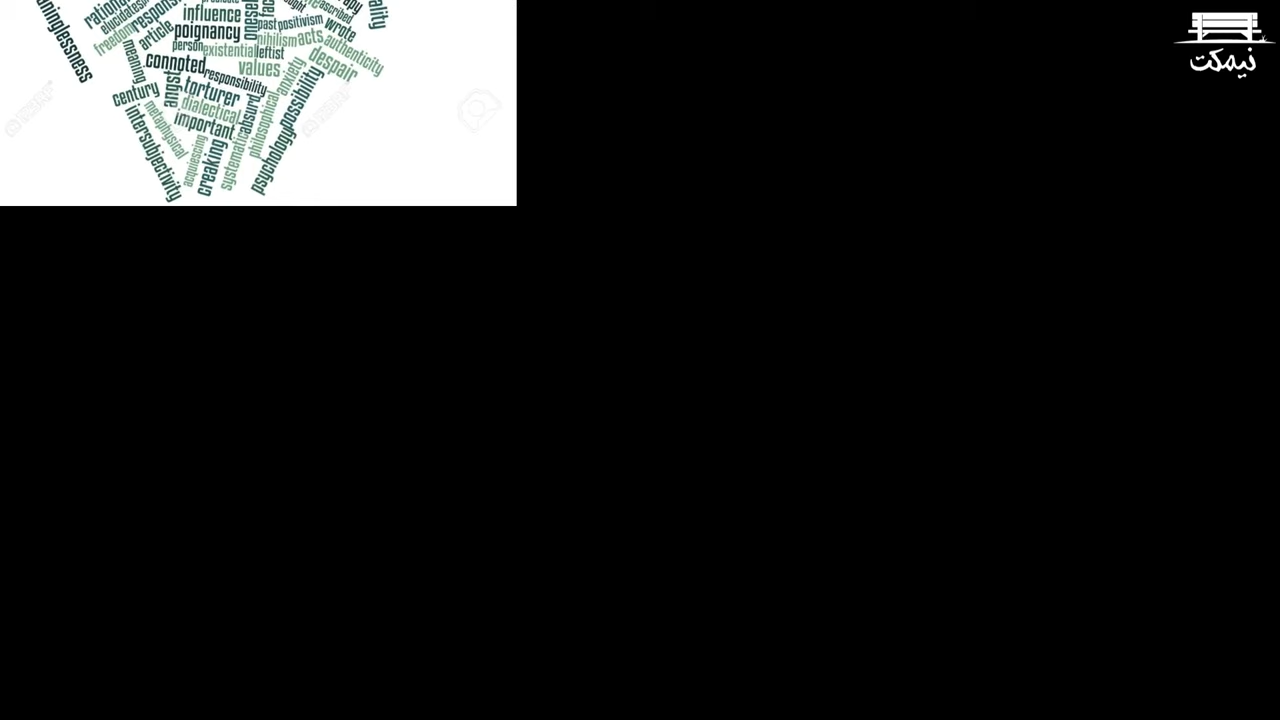 influence
poignancy
past
positivism
ascribed
wrote
freedom
article
person
existential
leftist
nihilism
acts
authenticity
meaning
connoted
values
despair
responsibility
anxiety
century
angst
torturer
dialectical
important
absurd
philosophical
possibility
metaphysical
intersubjectivity
acquiescing
creaking
systematic
psychology
نیمکت